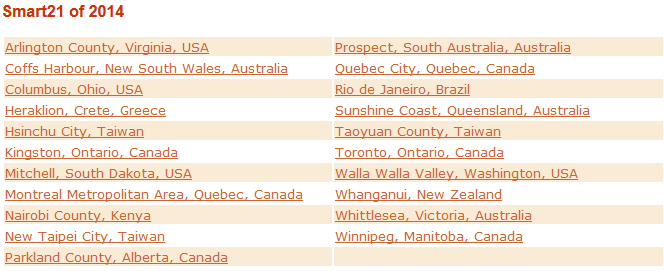 Smart21 of 2014
Arlington County, Virginia, USA
Coffs Harbour, New South Wales, Australia
Columbus, Ohio, USA
Heraklion, Crete, Greece
Hsinchu City, Taiwan
Kingston, Ontario, Canada
Mitchell, South Dakota, USA
Montreal Metropolitan Area, Quebec, Canada
Nairobi County, Kenya
New Taipei City, Taiwan
Parkland County, Alberta, Canada
Prospect, South Australia, Australia
Quebec City, Quebec, Canada
Rio de Janeiro, Brazil
Sunshine Coast, Queensland, Australia
Taoyuan County, Taiwan
Toronto, Ontario, Canada
Walla Walla Valley, Washington, USA
Whanganui, New Zealand
Whittlesea, Victoria, Australia
Winnipeg, Manitoba, Canada